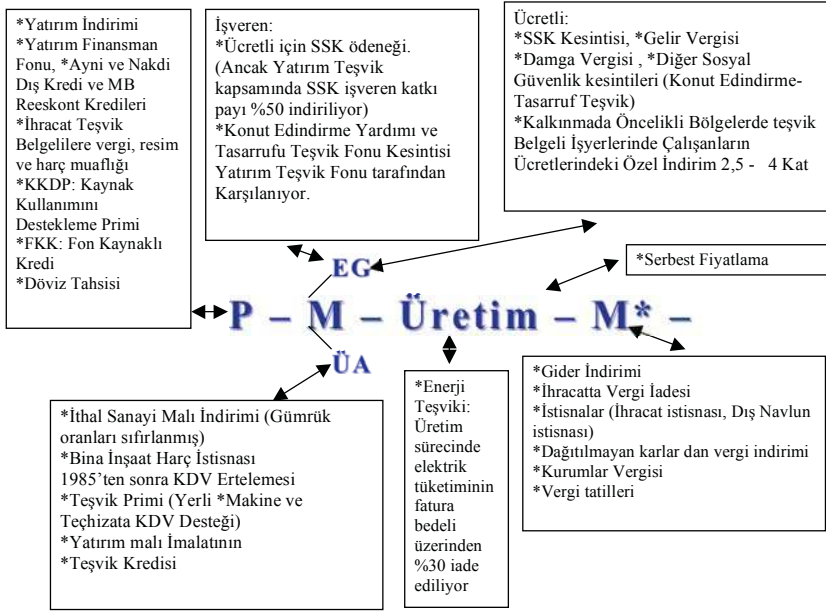 *Yatırım İndirimi
*Yatırım Finansman
Fonu, *Ayni ve Nakdi
Dış Kredi ve MB
Reeskont Kredileri
*İhracat Teşvik
Belgelilere vergi, resim
ve harç muaflığı
*KKDP: Kaynak
Kullanımını
Destekleme Primi
*FKK: Fon Kaynaklı
Kredi
*Döviz Tahsisi
İşveren:
*Ücretli için SSK ödeneği.
(Ancak Yatırım Teşvik
kapsamında SSK işveren katkı
payı %50 indiriliyor)
*Konut Edindirme Yardımı ve
Tasarrufu Teşvik Fonu Kesintisi
Yatırım Teşvik Fonu tarafından
Karşılanıyor.
Ücretli:
*SSK Kesintisi, *Gelir Vergisi
*Damga Vergisi , *Diğer Sosyal
Güvenlik kesintileri (Konut Edindirme-
Tasarruf Teşvik)
*Kalkınmada Öncelikli Bölgelerde teşvik
Belgeli İşyerlerinde Çalışanların
Ücretlerindeki Özel İndirim 2,5 - 4 Kat
EG
*Serbest Fiyatlama
P – M – Üretim – M* –
ÜA
*İthal Sanayi Malı İndirimi (Gümrük
oranları sıfırlanmış)
*Bina İnşaat Harç İstisnası
1985'ten sonra KDV Ertelemesi
*Teşvik Primi (Yerli *Makine ve
Teçhizata KDV Desteği)
*Yatırım malı İmalatının
*Teşvik Kredisi
*Enerji
Teşviki:
Üretim
sürecinde
elektrik
tüketiminin
fatura
bedeli
üzerinden
%30 iade
ediliyor
*Gider İndirimi
*İhracatta Vergi İadesi
*İstisnalar (İhracat istisnası, Dış Navlun
istisnası)
*Dağıtılmayan karlar dan vergi indirimi
*Kurumlar Vergisi
*Vergi tatilleri